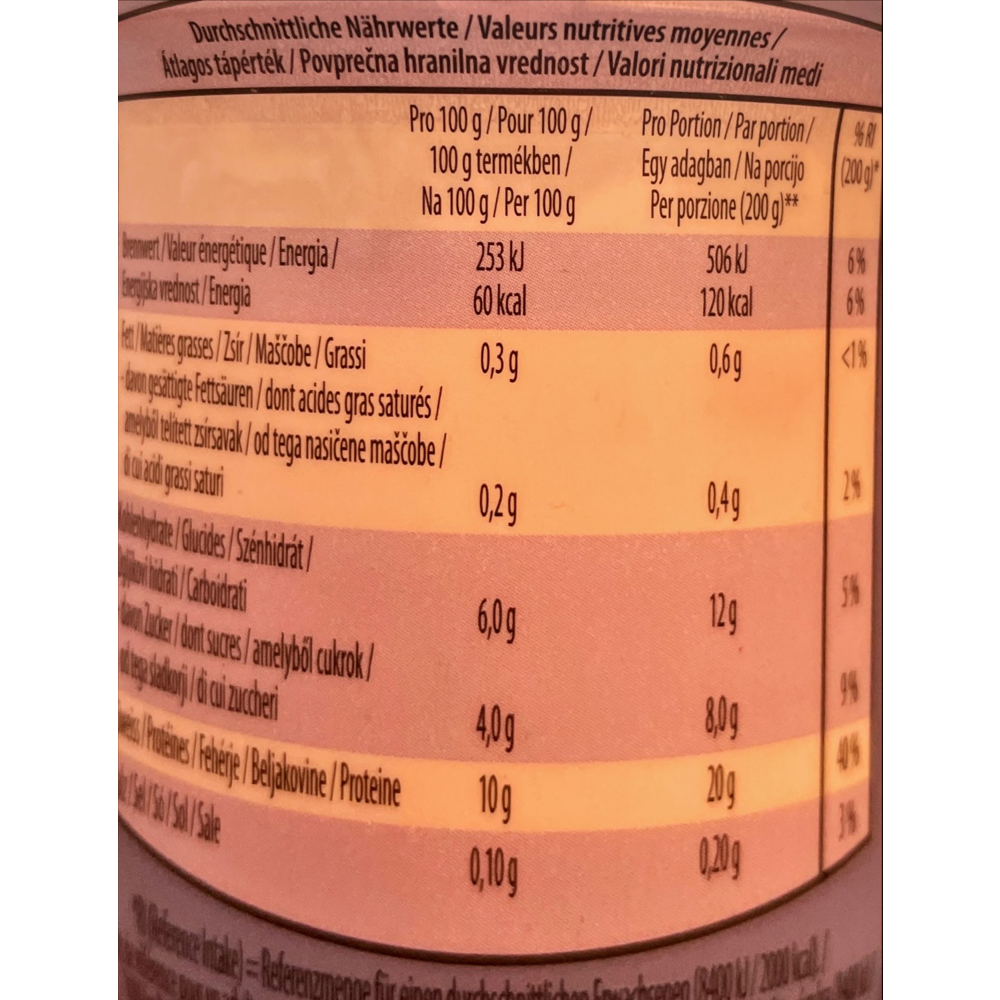 Durchschnittliche Nährwerte / Valeurs nutritives moyennes /
Átlagos tápérték / Povprečna hranilna vrednost / Valori nutrizionali medi
Pro 100 g / Pour 100 g / Pro Portion / Par portion / % RI
100 g termékben / Egy adagban / Na porcijo (200 g)*
Na 100 g / Per 100 g Per porzione (200 g)**
Brennwert / Valeur énergétique / Energia / 253 kJ 506 kJ 6%
Energijska vrednost / Energia 60 kcal 120 kcal 6%
Fett / Matières grasses / Zsír / Maščobe / Grassi 0,3 g 0,6 g <1%
- davon gesättigte Fettsäuren / dont acides gras saturés /
amelyből telített zsírsavak / od tega nasičene maščobe /
di cui acidi grassi saturi 0,2 g 0,4 g 2%
Kohlenhydrate / Glucides / Szénhidrát /
Ogljikovi hidrati / Carboidrati 6,0 g 12 g 5%
- davon Zucker / dont sucres / amelyből cukrok /
od tega sladkorji / di cui zuccheri 4,0 g 8,0 g 9%
/ Protéines / Fehérje / Beljakovine / Proteine 10 g 20 g 40%
/ Sel / Só / Sol / Sale 0,10 g 0,20 g 3%
(Reference Intake) = Referenzmenge für einen durchschnittlichen Erwachsenen (8400 kJ / 2000 kcal) /